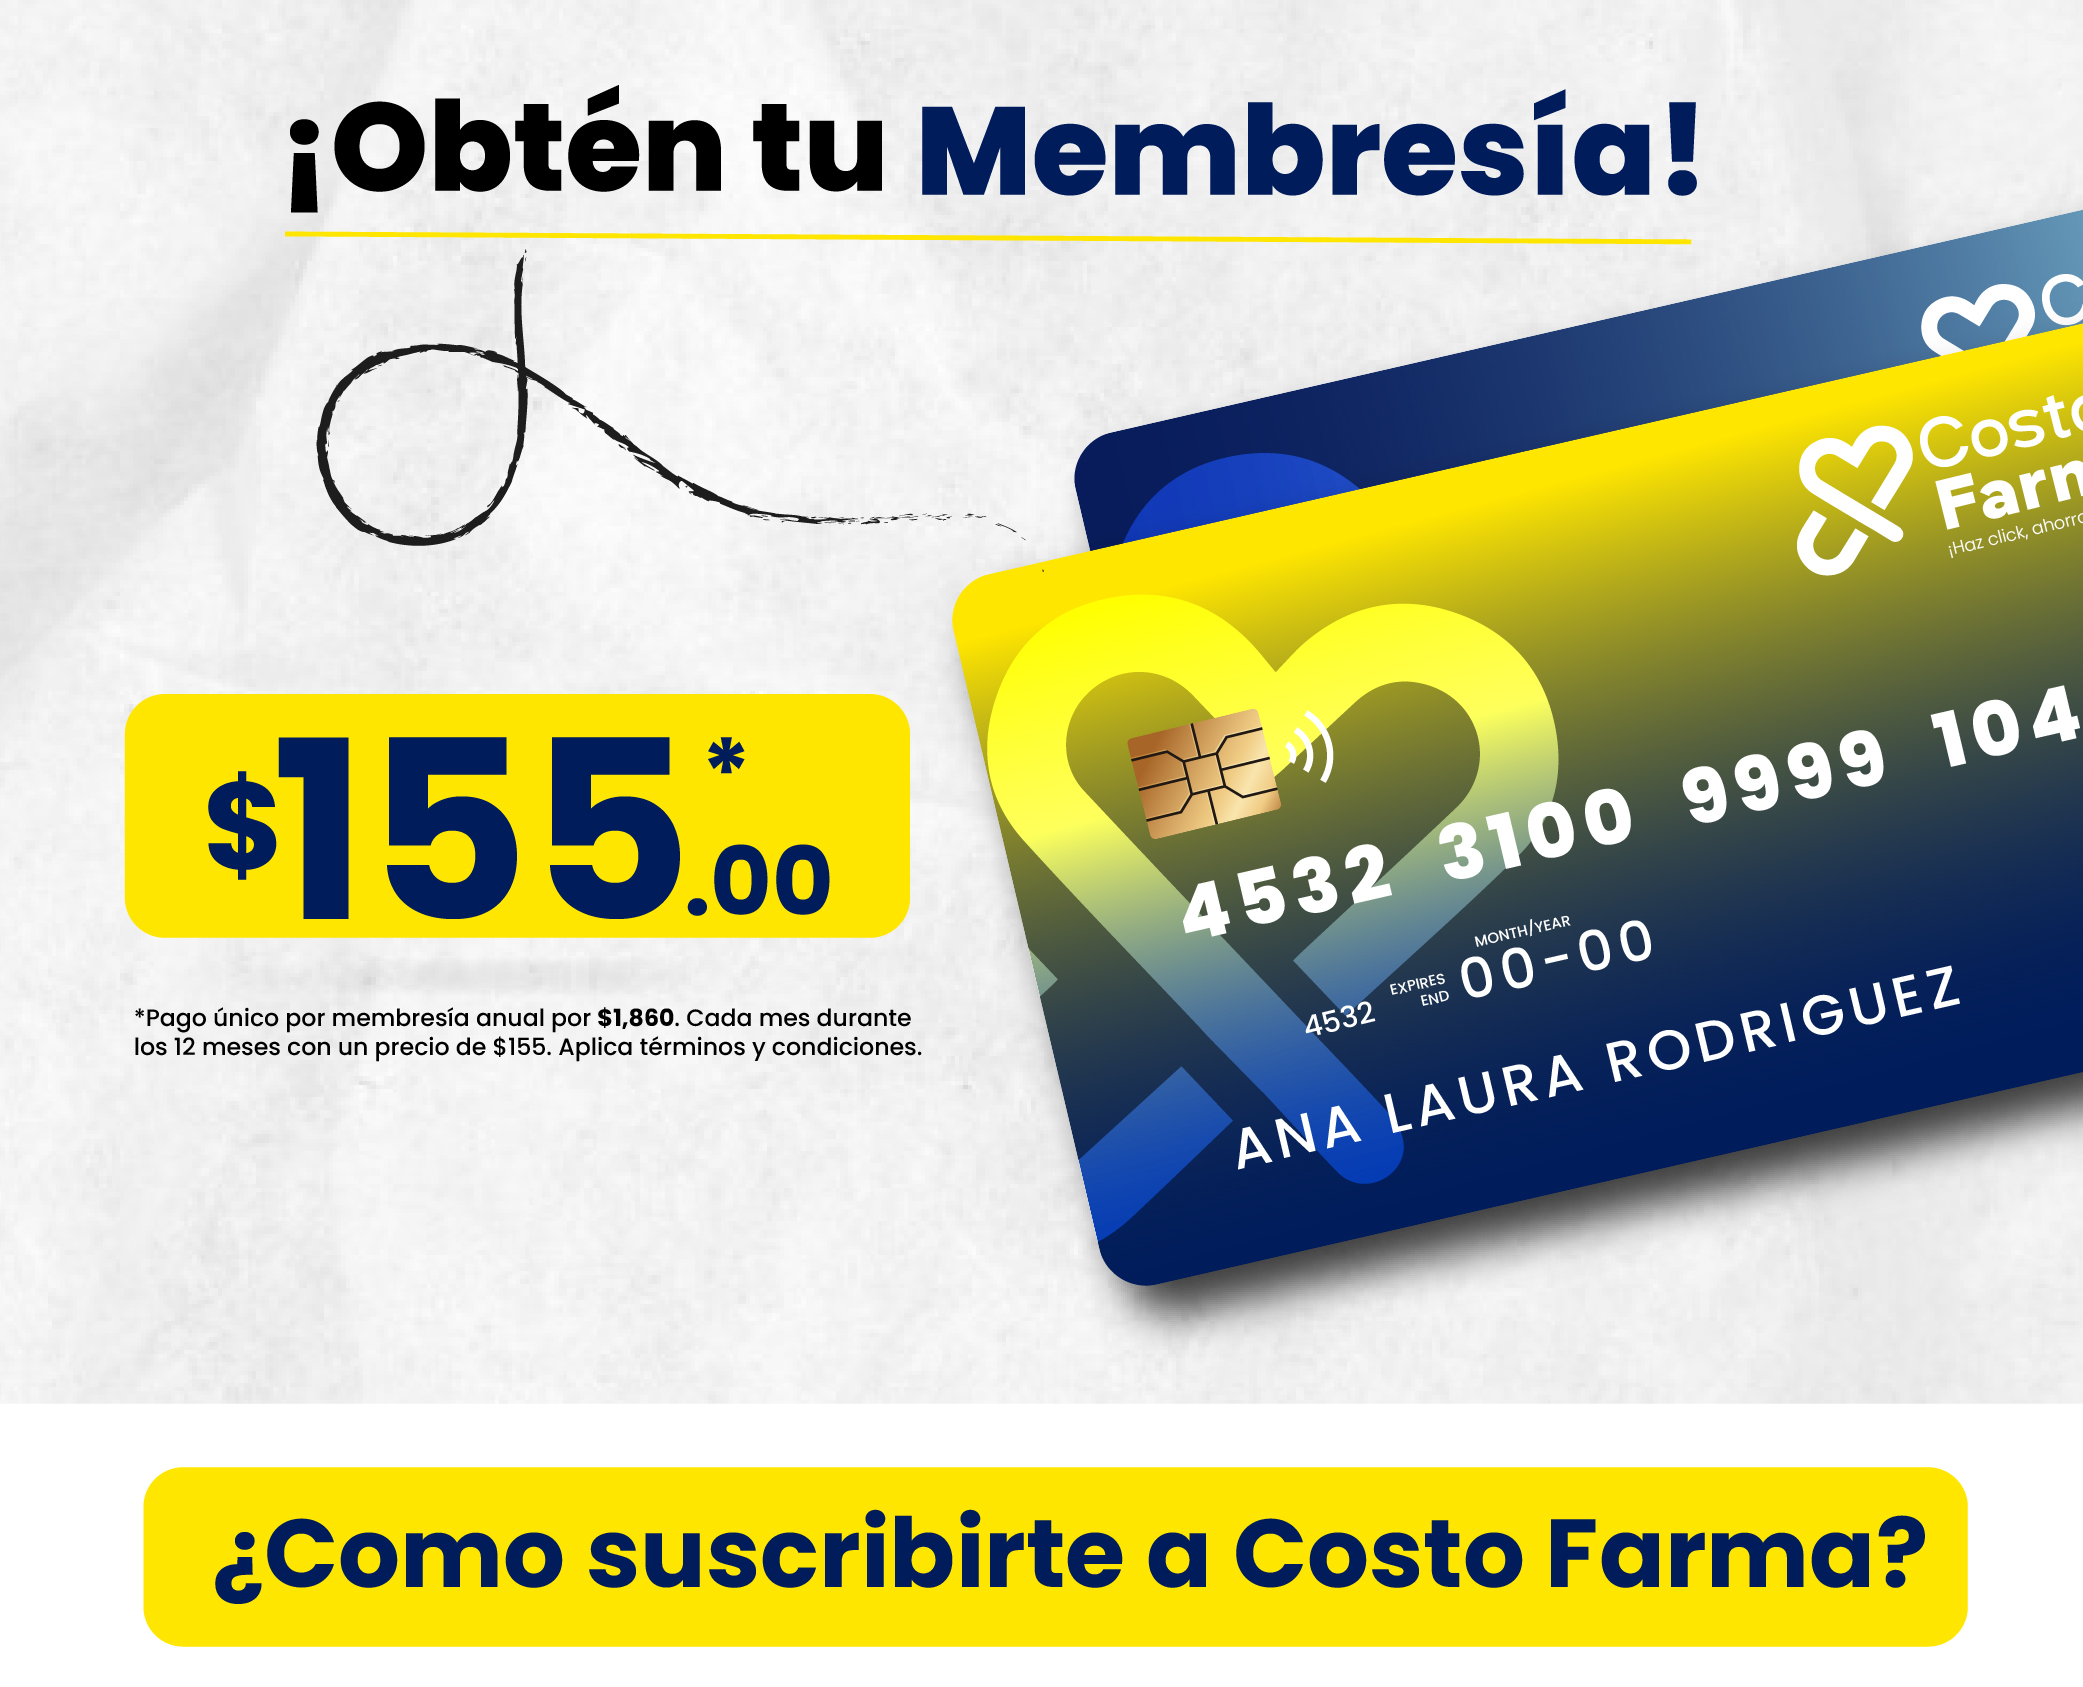 ¡Obtén tu Membresía!
Costo
Farm
¡Haz click, ahorra
$155.00*
4532 3100 9999 104
MONTH/YEAR
EXPIRES
END
00-00
4532
ANA LAURA RODRIGUEZ
*Pago único por membresía anual por $1,860. Cada mes durante
los 12 meses con un precio de $155. Aplica términos y condiciones.
¿Como suscribirte a Costo Farma?